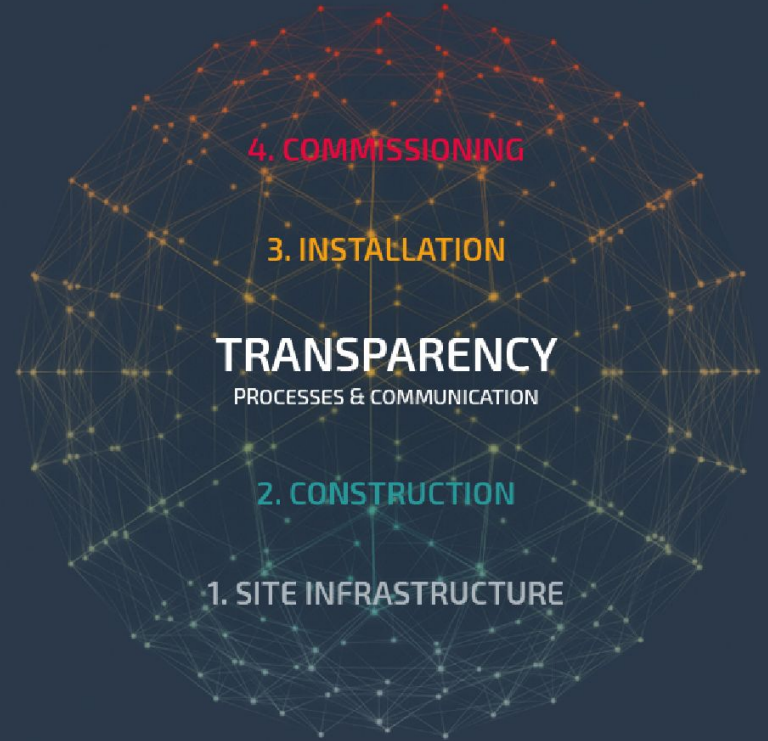 4. COMMISSIONING
3. INSTALLATION
TRANSPARENCY
PROCESSES & COMMUNICATION
2. CONSTRUCTION
1. SITE INFRASTRUCTURE